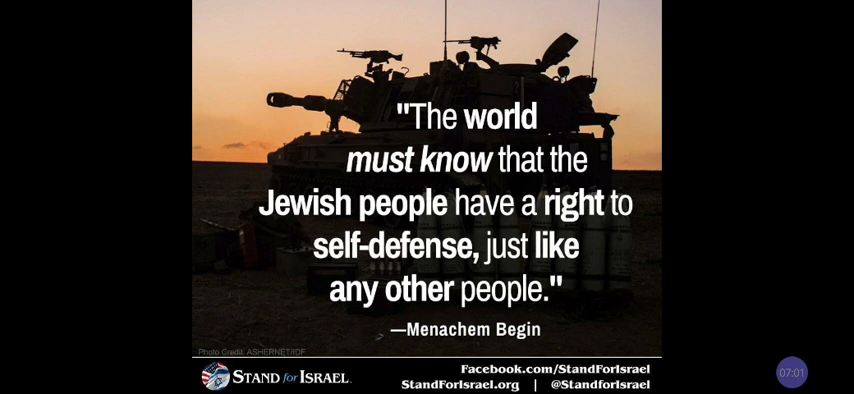 "The world
must know that the
Jewish people have a right to
self-defense, just like
any other people."
—Menachem Begin
Photo Credit: ASHERNET/IDF
STAND for ISRAEL.
Facebook.com/StandForIsrael
StandForIsrael.org | @StandforIsrael
07:01